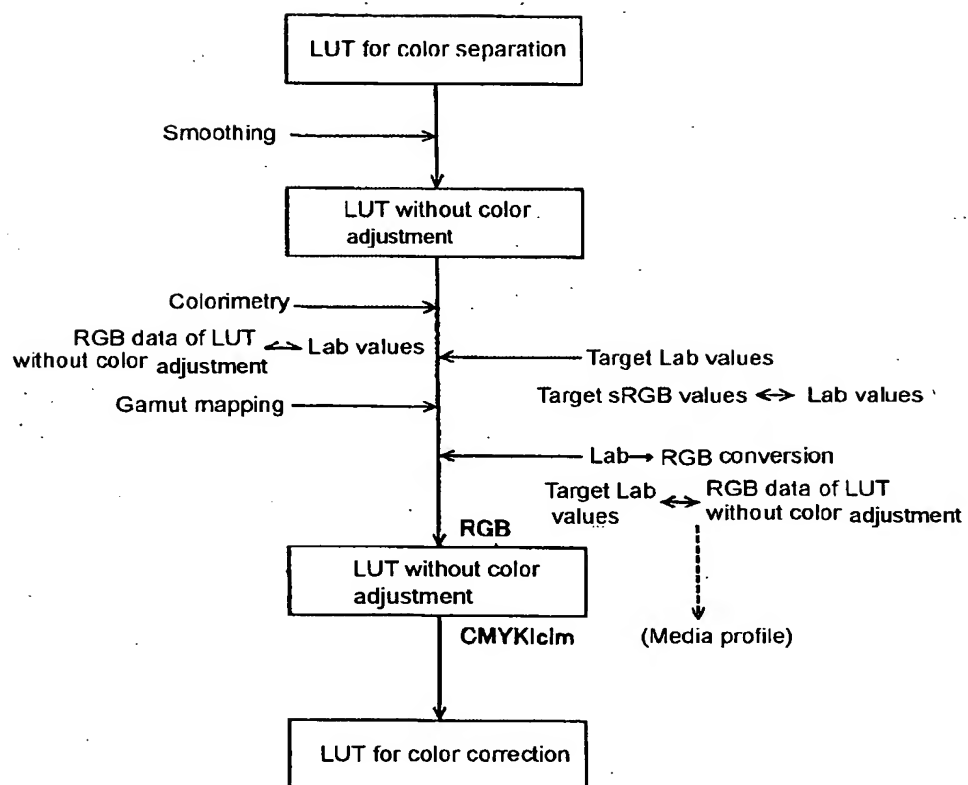 LUT for color separation
Smoothing
LUT without color
adjustment
Colorimetry
RGB data of LUT
without color adjustment
Lab values
Target Lab values
Target sRGB values
Lab values
Gamut mapping
Lab
RGB conversion
Target Lab
values
RGB data of LUT
without color adjustment
RGB
LUT without color
adjustment
CMYKlclm
(Media profile)
LUT for color correction